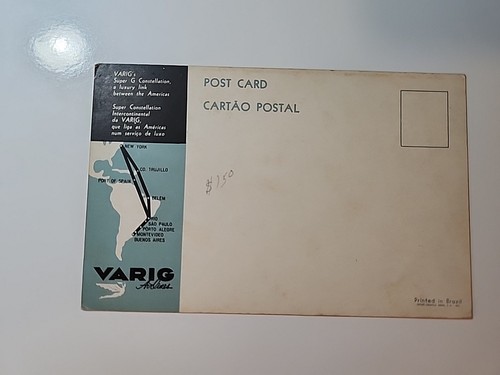 VARIG's
Super G Constellation,
a luxury link
between the Americas
Super Constellation
Intercontinental
da VARIG,
que liga as Américas
num serviço de luxo
POST CARD
CARTÃO POSTAL
$1.50
NEW YORK
CD. TRUJILLO
PORT OF SPAIN
BELEM
RIO
SÃO PAULO
PORTO ALEGRE
MONTEVIDEO
BUENOS AIRES
VARIG
Airlines
Printed in Brazil